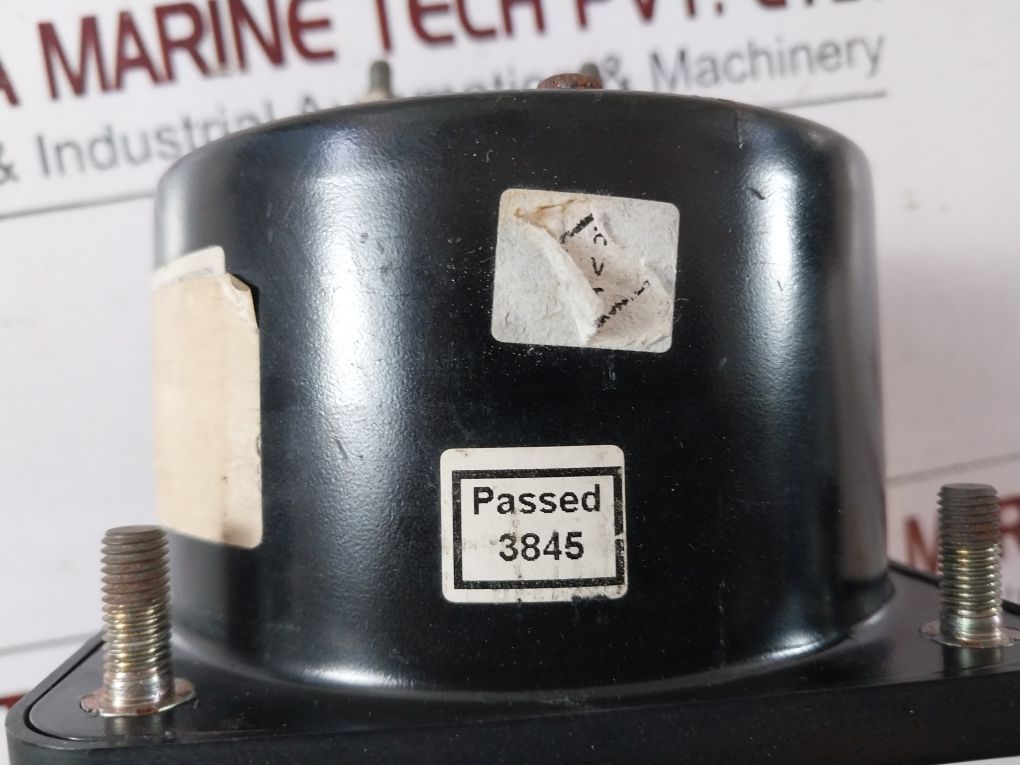 A MARINE TECH PVT. LTD.
& Industrial Automation & Machinery
Passed
3845